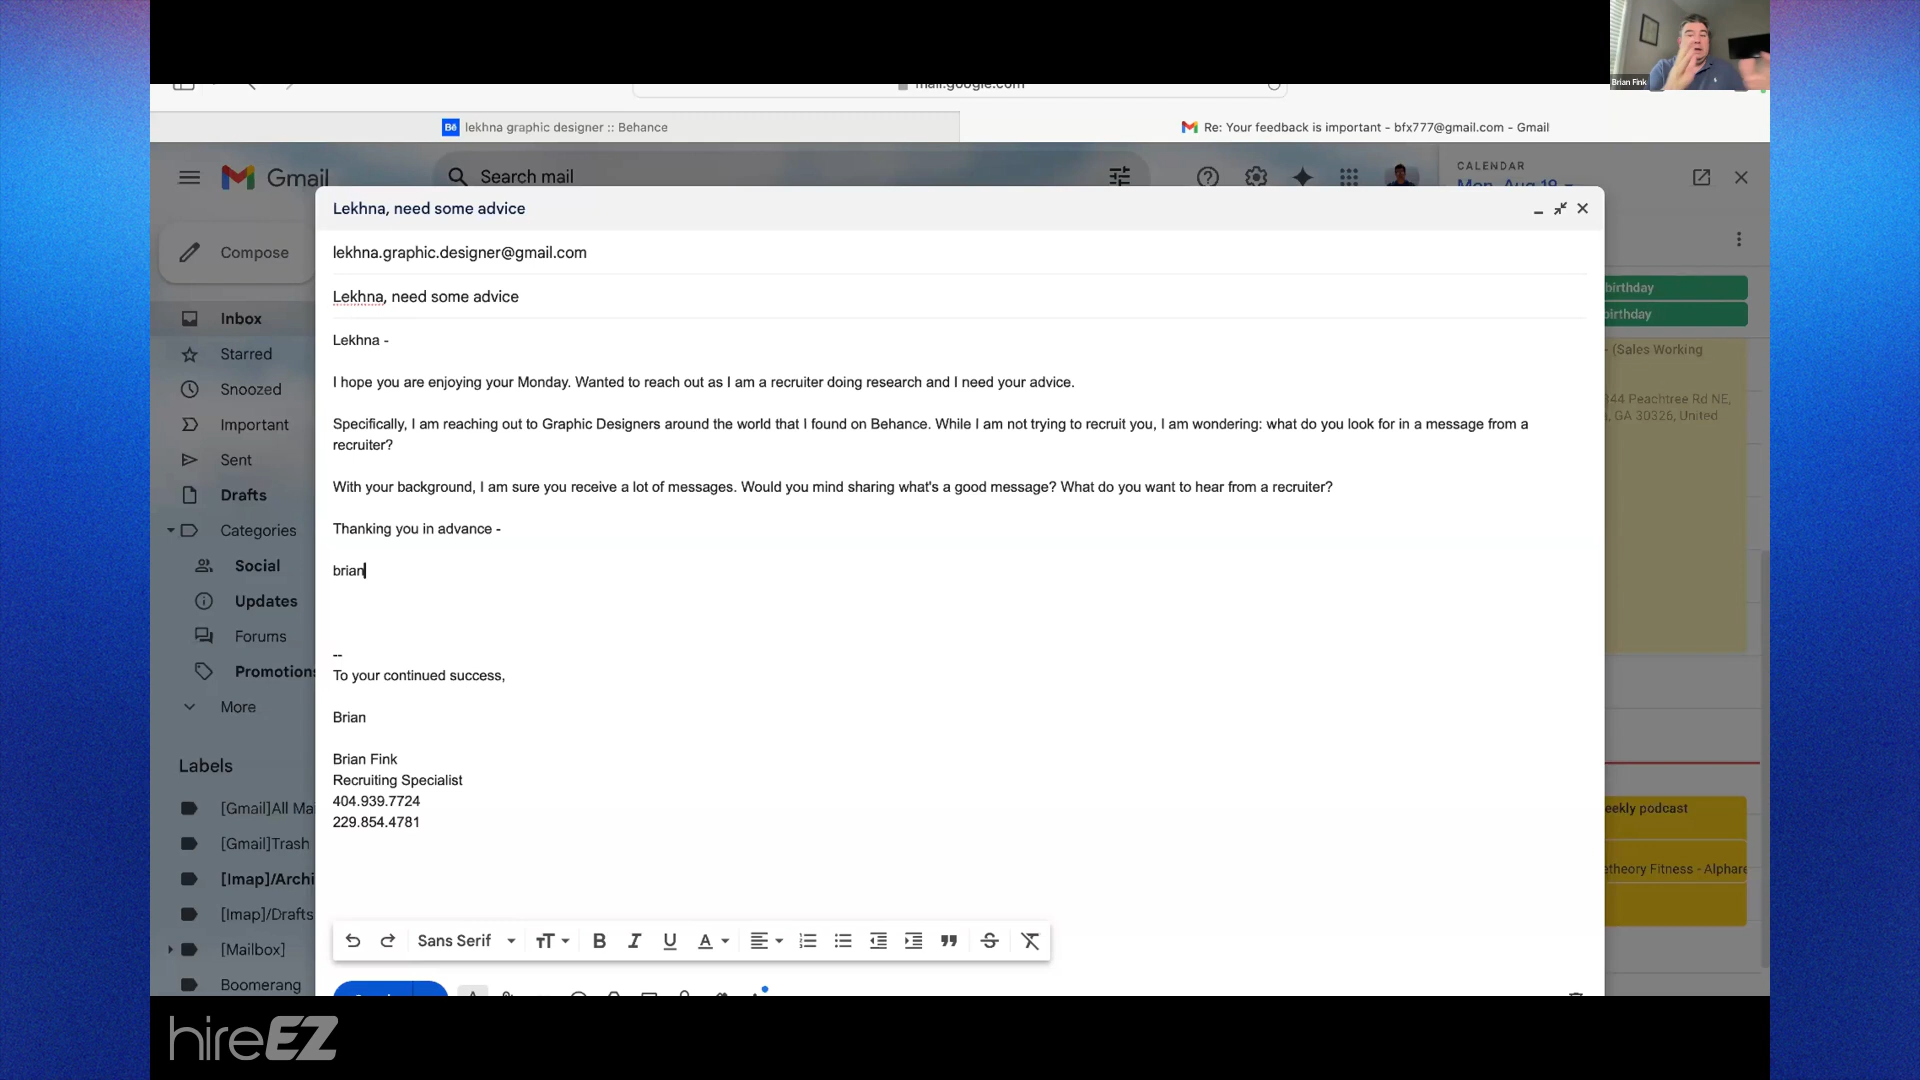 Brian Fink
mail.google.com
Bē lekhna graphic designer :: Behance
Re: Your feedback is important - bfx777@gmail.com - Gmail
Gmail
Search mail
CALENDAR
Mon, Aug 19
Compose
Inbox
Starred
Snoozed
Important
Sent
Drafts
Categories
Social
Updates
Forums
Promotions
More
Labels
[Gmail]All Ma
[Gmail]Trash
[Imap]/Archi
[Imap]/Drafts
[Mailbox]
Boomerang
Lekhna, need some advice
lekhna.graphic.designer@gmail.com
Lekhna, need some advice
Lekhna -
I hope you are enjoying your Monday. Wanted to reach out as I am a recruiter doing research and I need your advice.
Specifically, I am reaching out to Graphic Designers around the world that I found on Behance. While I am not trying to recruit you, I am wondering: what do you look for in a message from a
recruiter?
With your background, I am sure you receive a lot of messages. Would you mind sharing what's a good message? What do you want to hear from a recruiter?
Thanking you in advance -
brian
--
To your continued success,
Brian
Brian Fink
Recruiting Specialist
404.939.7724
229.854.4781
Sans Serif
birthday
birthday
- (Sales Working
344 Peachtree Rd NE,
, GA 30326, United
eekly podcast
etheory Fitness - Alphare
hireEZ